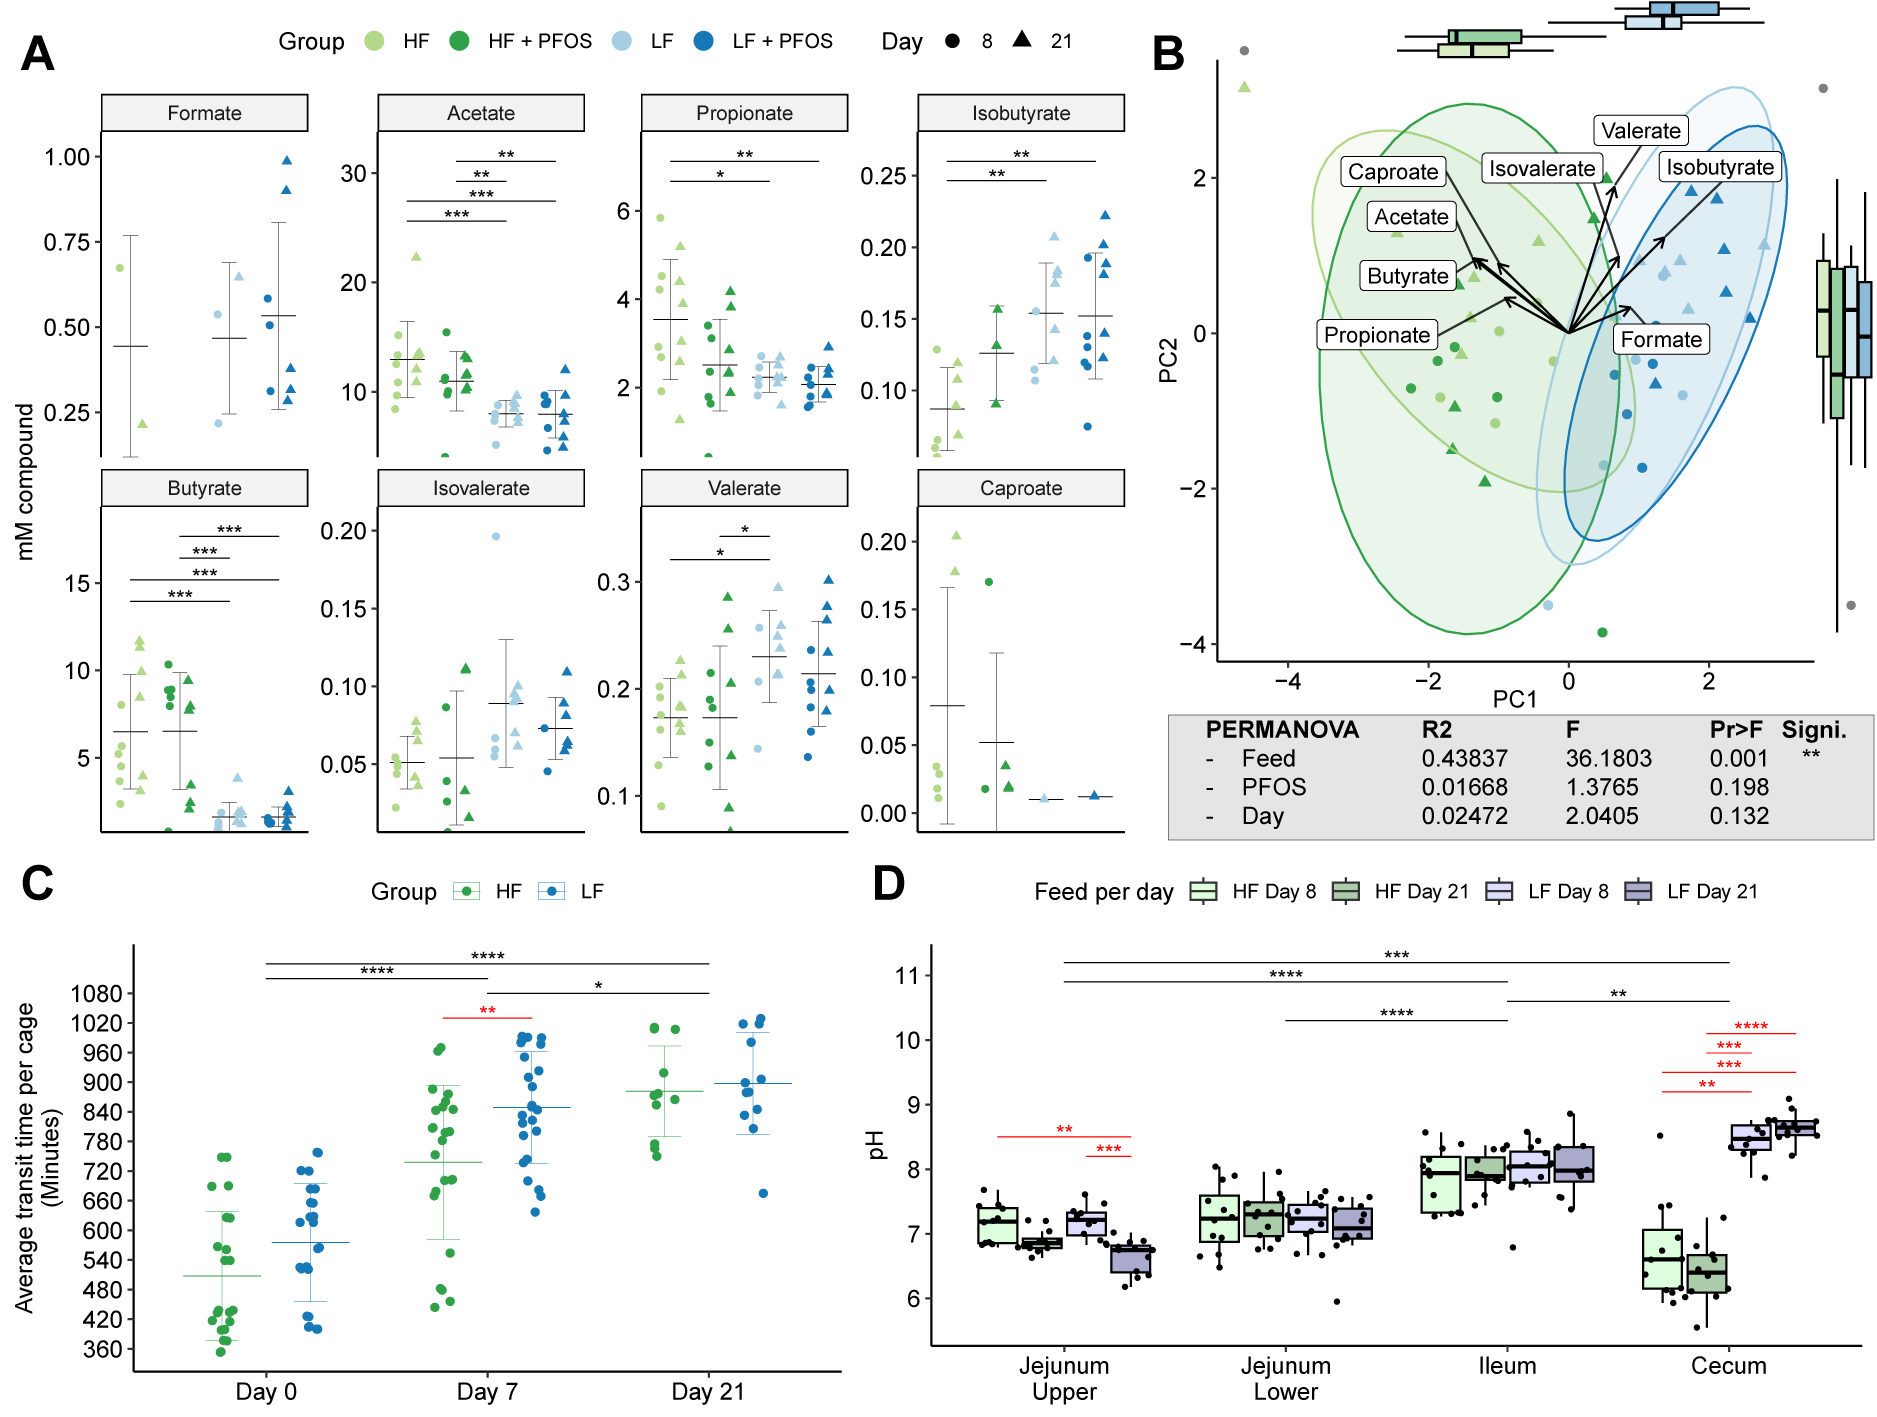 A
Group HF HF + PFOS LF LF + PFOS Day 8 21
Formate
Acetate
Propionate
Isobutyrate
1.00
0.75
0.50
0.25
30
20
10
6
4
2
0.25
0.20
0.15
0.10
** ** *** ***
** *
** **
mM compound
Butyrate
Isovalerate
Valerate
Caproate
15
10
5
0.20
0.15
0.10
0.05
0.3
0.2
0.1
0.20
0.15
0.10
0.05
0.00
*** *** *** ***
* *
B
Valerate
Caproate
Isovalerate
Isobutyrate
Acetate
Butyrate
Propionate
Formate
PC2
2
0
−2
−4
−4 −2 0 2
PC1
PERMANOVA R2 F Pr>F Signi.
- Feed 0.43837 36.1803 0.001 **
- PFOS 0.01668 1.3765 0.198
- Day 0.02472 2.0405 0.132
C
Group HF LF
Average transit time per cage
(Minutes)
1080
1020
960
900
840
780
720
660
600
540
480
420
360
****
****
*
**
Day 0 Day 7 Day 21
D
Feed per day HF Day 8 HF Day 21 LF Day 8 LF Day 21
pH
11
10
9
8
7
6
***
****
**
****
****
***
***
**
**
***
Jejunum
Upper
Jejunum
Lower
Ileum
Cecum